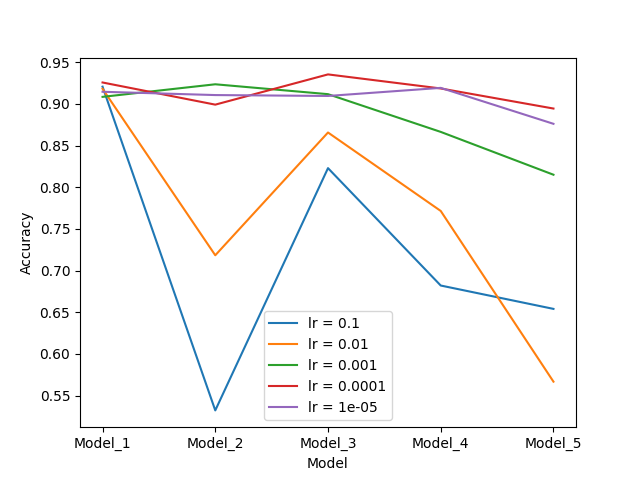 0.95
0.90
0.85
0.80
0.75
0.70
0.65
0.60
0.55
Accuracy
lr = 0.1
lr = 0.01
lr = 0.001
lr = 0.0001
lr = 1e-05
Model_1 Model_2 Model_3 Model_4 Model_5
Model